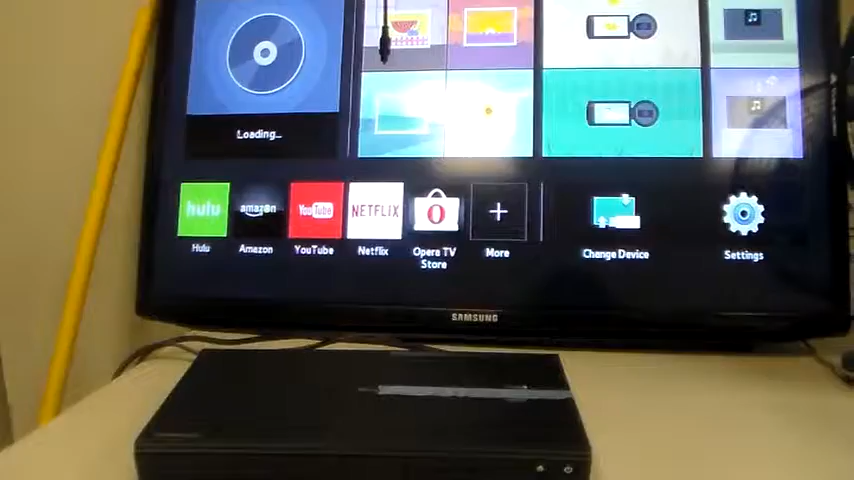 Loading...
hulu
amazon
YouTube
NETFLIX
Hulu
Amazon
YouTube
Netflix
Opera TV
Store
More
Change Device
Settings
SAMSUNG